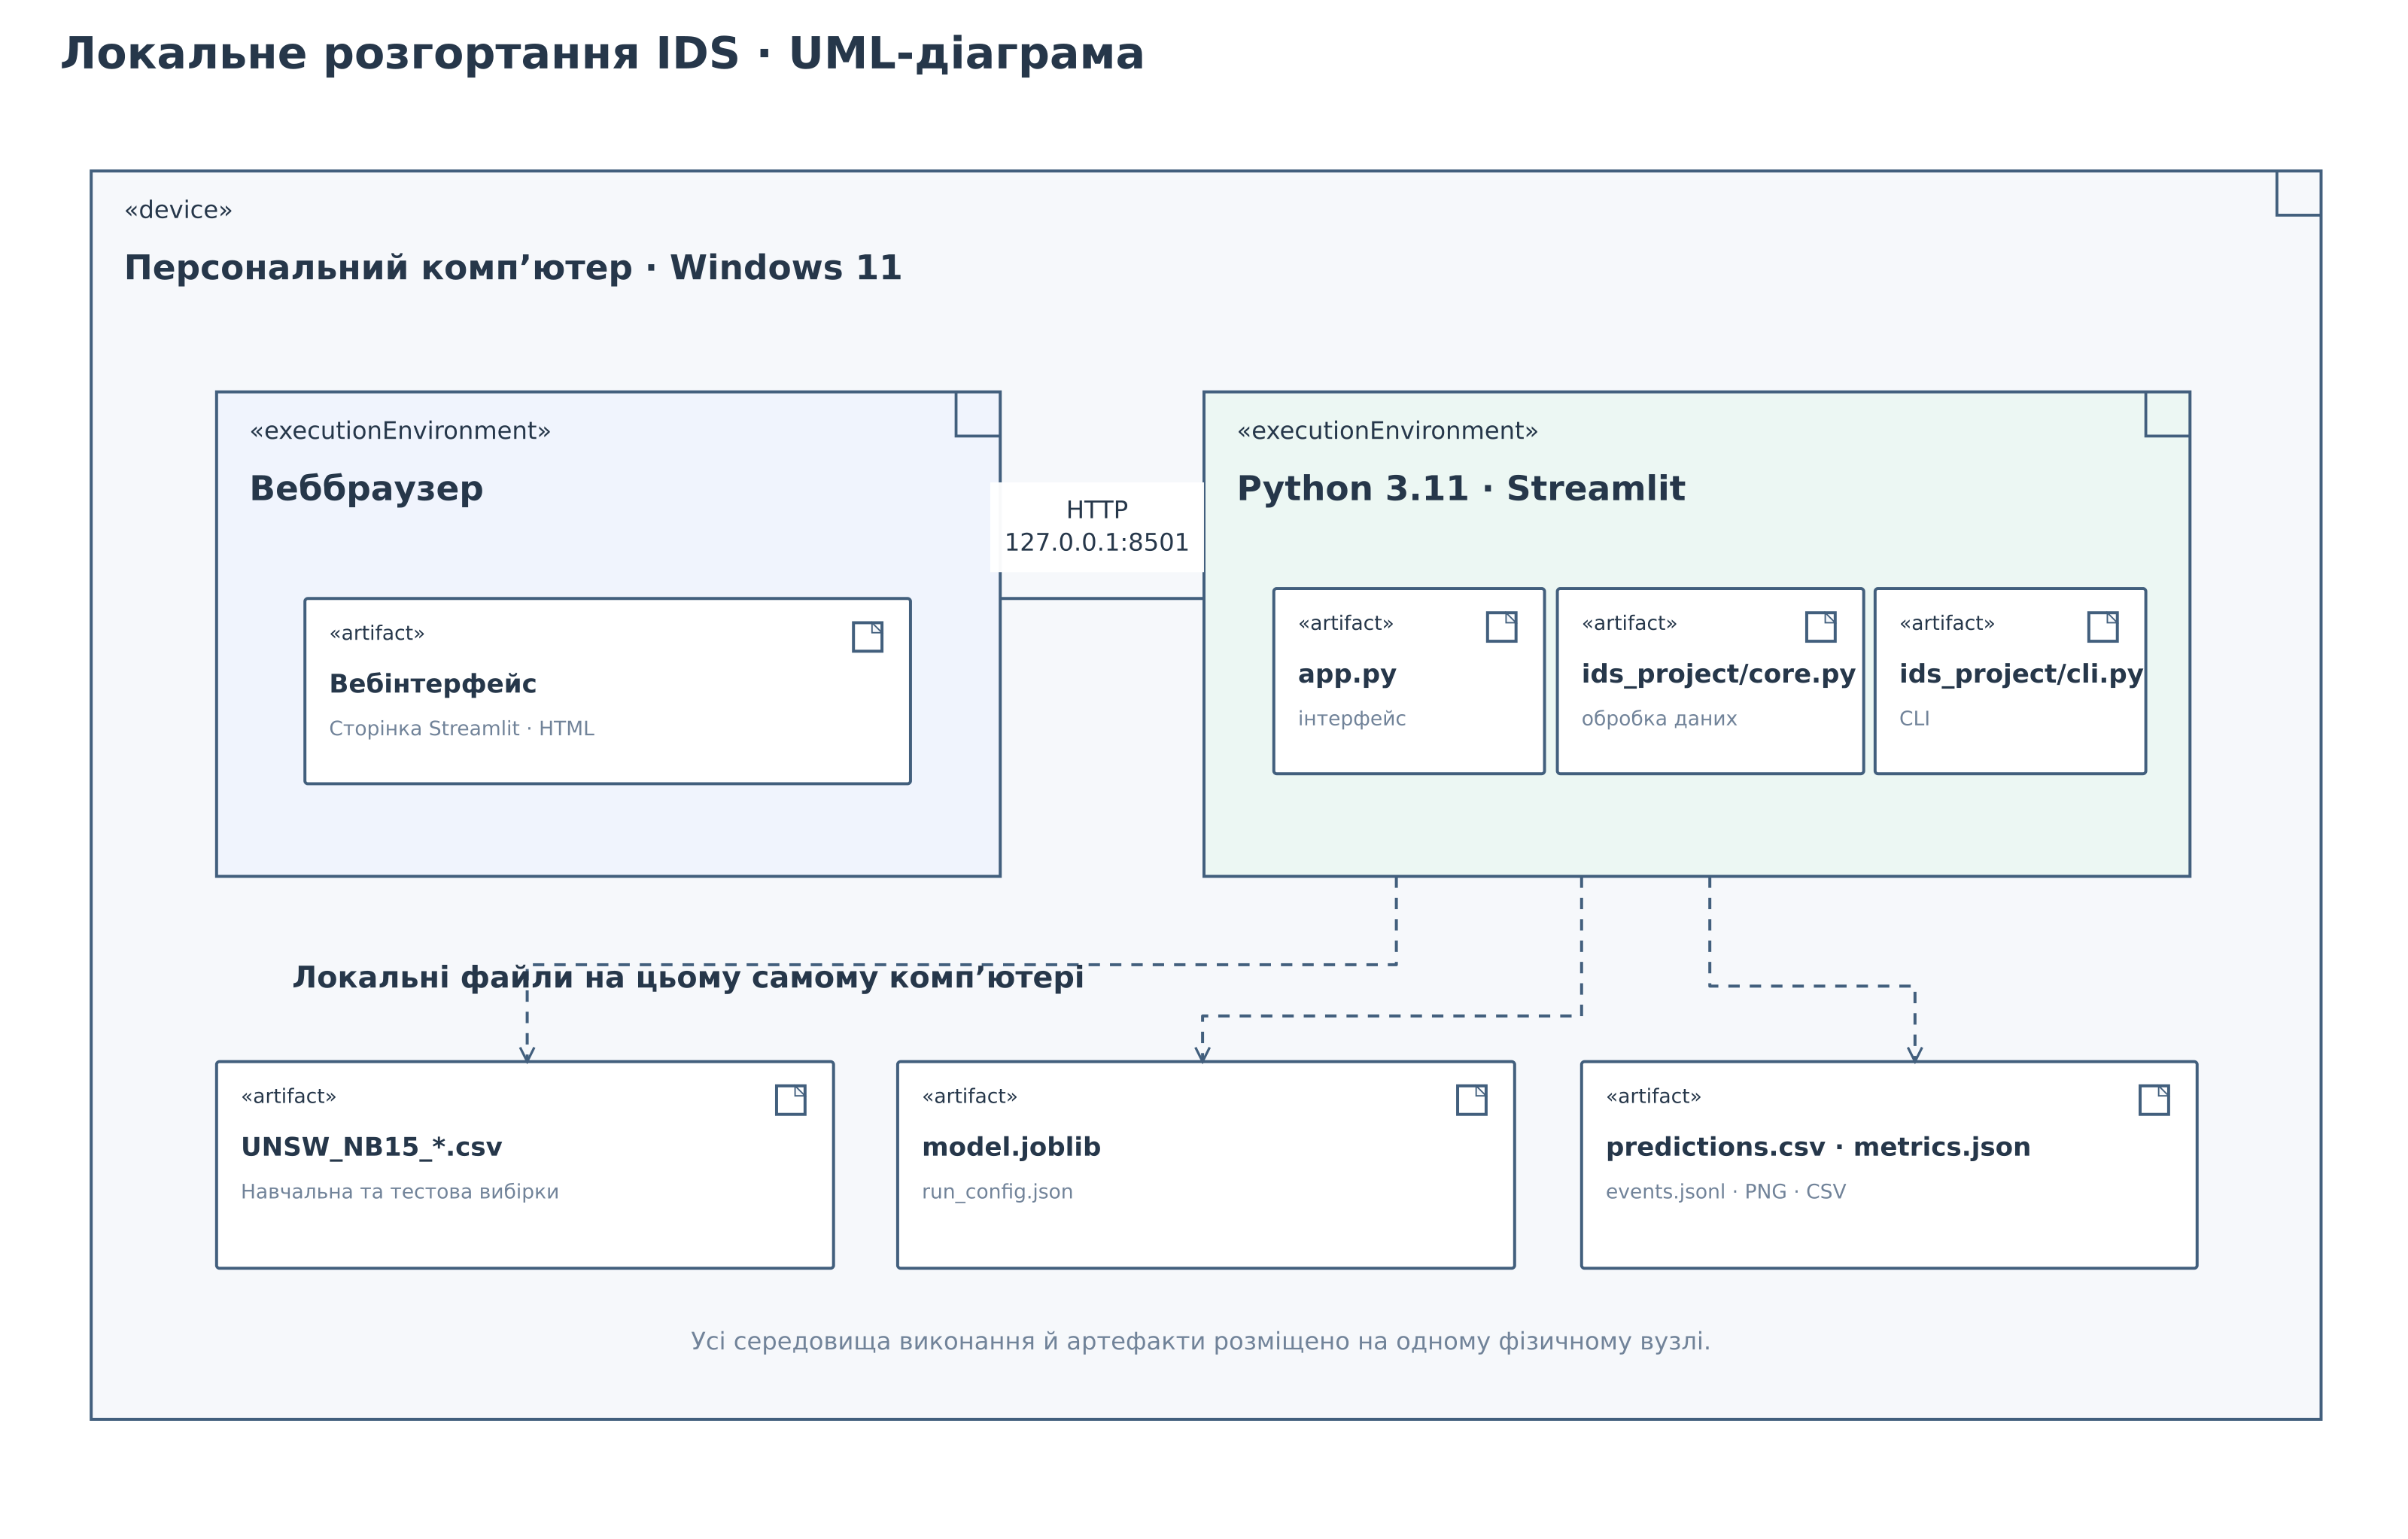 Локальне розгортання IDS · UML-діаграма
«device»
Персональний комп’ютер · Windows 11
«executionEnvironment»
Веббраузер
«artifact»
Вебінтерфейс
Сторінка Streamlit · HTML
HTTP
127.0.0.1:8501
«executionEnvironment»
Python 3.11 · Streamlit
«artifact»
app.py
інтерфейс
«artifact»
ids_project/core.py
обробка даних
«artifact»
ids_project/cli.py
CLI
Локальні файли на цьому самому комп’ютері
«artifact»
UNSW_NB15_*.csv
Навчальна та тестова вибірки
«artifact»
model.joblib
run_config.json
«artifact»
predictions.csv · metrics.json
events.jsonl · PNG · CSV
Усі середовища виконання й артефакти розміщено на одному фізичному вузлі.